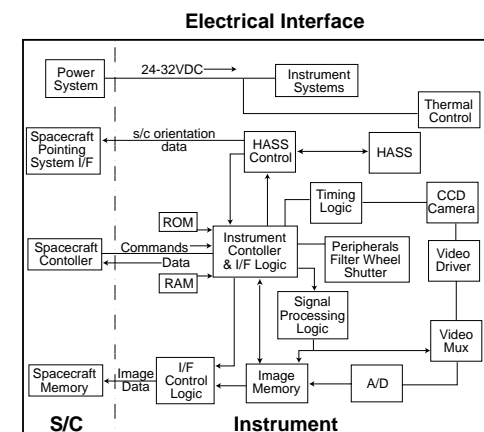 Electrical Interface
Power
System
24-32VDC
Instrument
Systems
Thermal
Control
Spacecraft
Pointing
System I/F
s/c orientation
data
HASS
Control
HASS
Timing
Logic
CCD
Camera
ROM
Spacecraft
Contoller
Commands
Data
Instrument
Contoller
& I/F Logic
Peripherals
Filter Wheel
Shutter
Video
Driver
RAM
Signal
Processing
Logic
Video
Mux
Spacecraft
Memory
Image
Data
I/F
Control
Logic
Image
Memory
A/D
S/C
Instrument